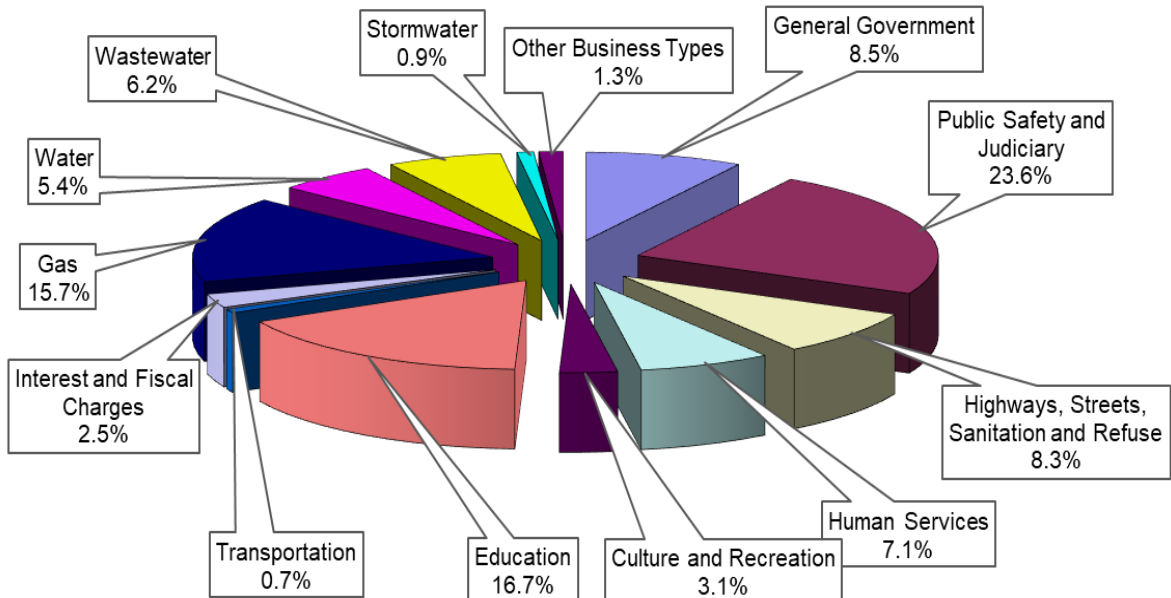 Stormwater
0.9%
General Government
8.5%
Wastewater
6.2%
Other Business Types
1.3%
Public Safety and
Judiciary
23.6%
Water
5.4%
Gas
15.7%
Interest and Fiscal
Charges
2.5%
Highways, Streets,
Sanitation and Refuse
8.3%
Human Services
7.1%
Transportation
0.7%
Education
16.7%
Culture and Recreation
3.1%